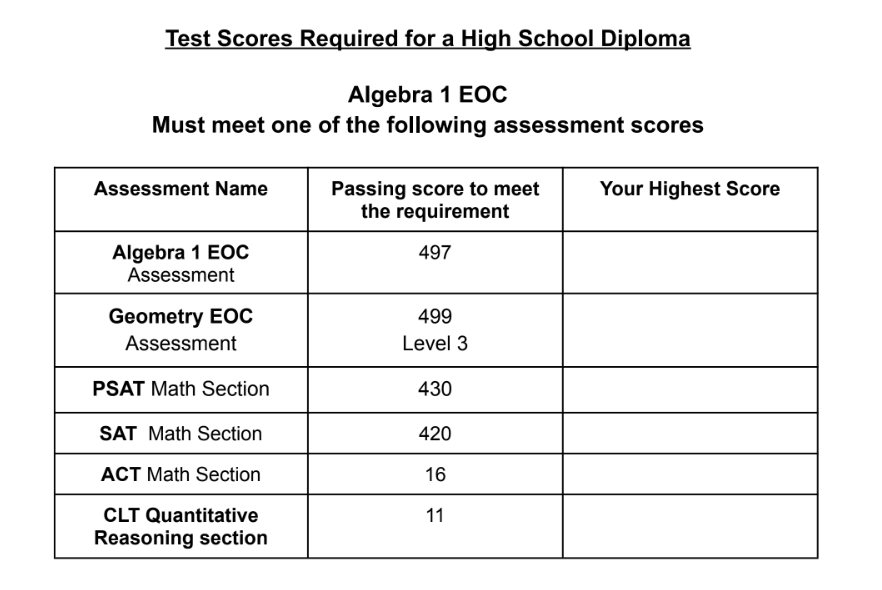 Test Scores Required for a High School Diploma
Algebra 1 EOC
Must meet one of the following assessment scores
Assessment Name
Passing score to meet
the requirement
Your Highest Score
Algebra 1 EOC
Assessment
497
Geometry EOC
Assessment
499
Level 3
PSAT Math Section
430
SAT Math Section
420
ACT Math Section
16
CLT Quantitative
Reasoning section
11